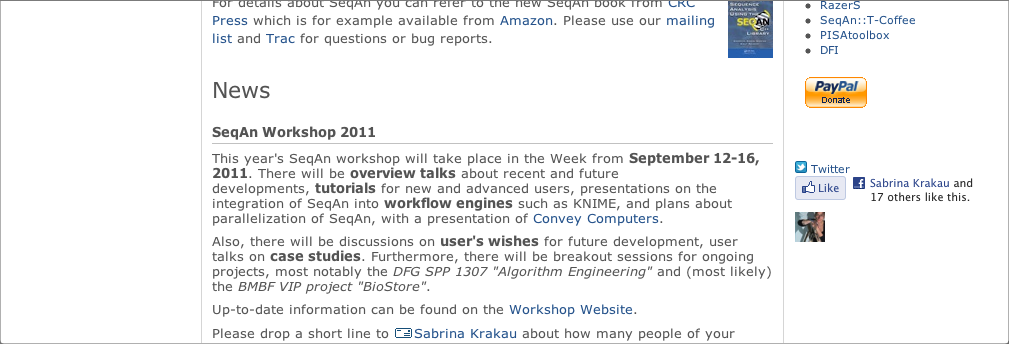 For details about SeqAn you can refer to the new SeqAn book from CRC
Press which is for example available from Amazon. Please use our mailing
list and Trac for questions or bug reports.
SEQUENCE
ANALYSIS
USING THE
SEQAN
LIBRARY
News
SeqAn Workshop 2011
This year's SeqAn workshop will take place in the Week from September 12-16,
2011. There will be overview talks about recent and future
developments, tutorials for new and advanced users, presentations on the
integration of SeqAn into workflow engines such as KNIME, and plans about
parallelization of SeqAn, with a presentation of Convey Computers.
Also, there will be discussions on user's wishes for future development, user
talks on case studies. Furthermore, there will be breakout sessions for ongoing
projects, most notably the DFG SPP 1307 "Algorithm Engineering" and (most likely)
the BMBF VIP project "BioStore".
Up-to-date information can be found on the Workshop Website.
Please drop a short line to Sabrina Krakau about how many people of your
RazerS
SeqAn::T-Coffee
PISAtoolbox
DFI
PayPal
Donate
Twitter
Like
Sabrina Krakau and
17 others like this.